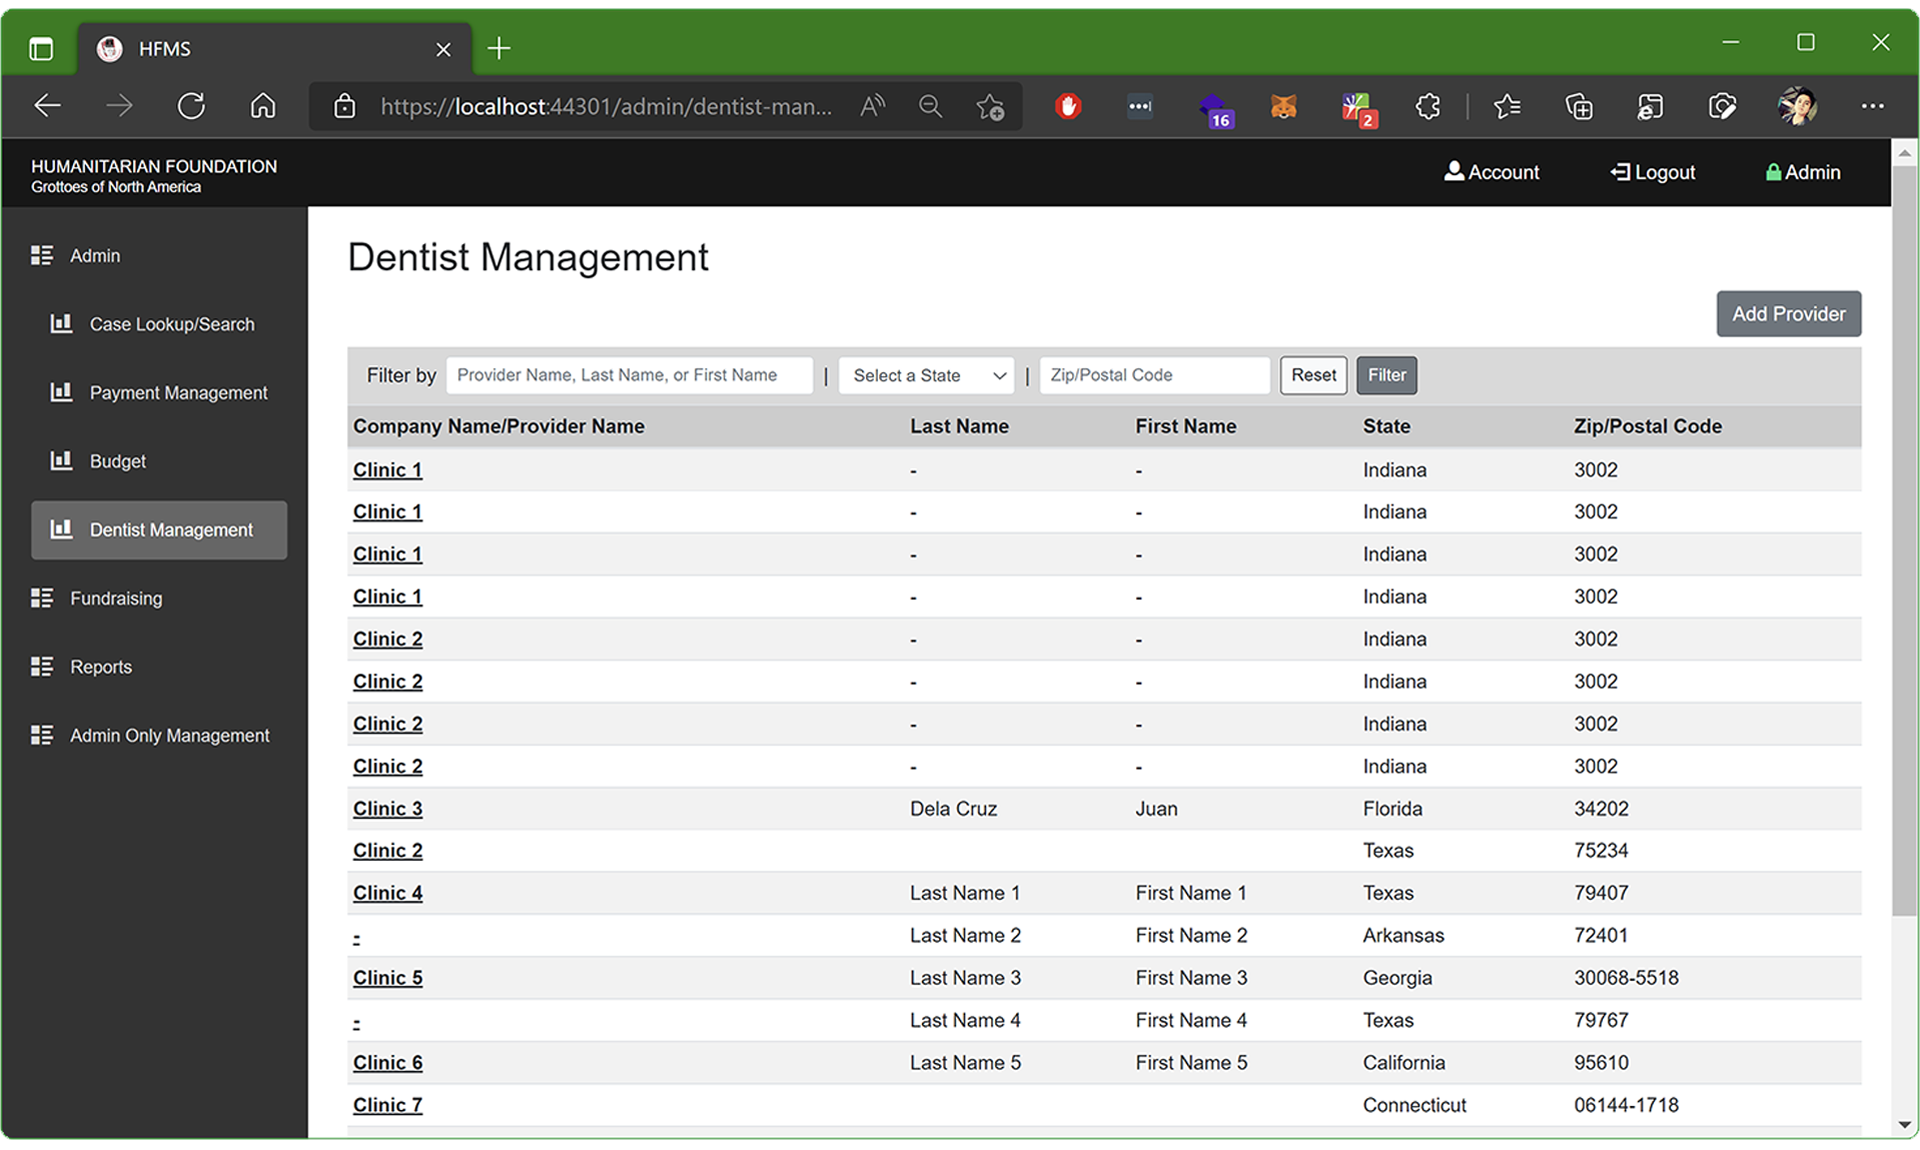 HFMS
https://localhost:44301/admin/dentist-man...
16
2
HUMANITARIAN FOUNDATION
Grottoes of North America
Account
Logout
Admin
Admin
Case Lookup/Search
Payment Management
Budget
Dentist Management
Fundraising
Reports
Admin Only Management
Dentist Management
Add Provider
Filter by Provider Name, Last Name, or First Name | Select a State | Zip/Postal Code Reset Filter
Company Name/Provider Name Last Name First Name State Zip/Postal Code
Clinic 1 - - Indiana 3002
Clinic 1 - - Indiana 3002
Clinic 1 - - Indiana 3002
Clinic 1 - - Indiana 3002
Clinic 2 - - Indiana 3002
Clinic 2 - - Indiana 3002
Clinic 2 - - Indiana 3002
Clinic 2 - - Indiana 3002
Clinic 3 Dela Cruz Juan Florida 34202
Clinic 2 Texas 75234
Clinic 4 Last Name 1 First Name 1 Texas 79407
- Last Name 2 First Name 2 Arkansas 72401
Clinic 5 Last Name 3 First Name 3 Georgia 30068-5518
- Last Name 4 First Name 4 Texas 79767
Clinic 6 Last Name 5 First Name 5 California 95610
Clinic 7 Connecticut 06144-1718